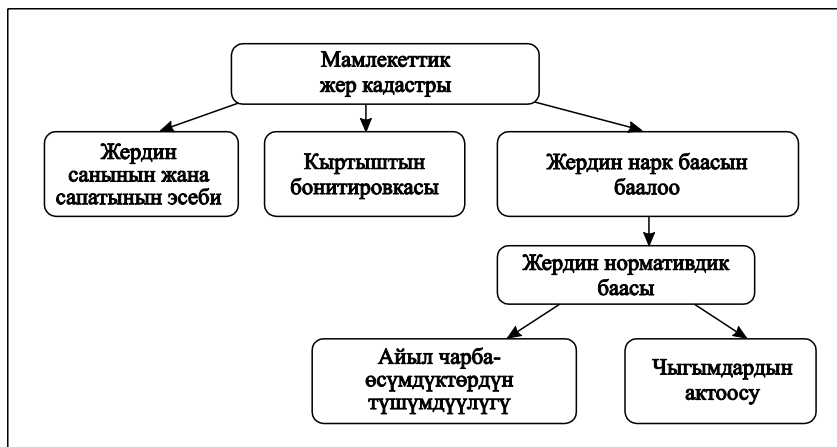 Мамлекеттик
жер кадастры
Жердин
санынын жана
сапатынын эсеби
Кыртыштын
бонитировкасы
Жердин нарк баасын
баалоо
Жердин нормативдик
баасы
Айыл чарба-
өсүмдүктөрдүн
түшүмдүүлүгү
Чыгымдардын
актоосу